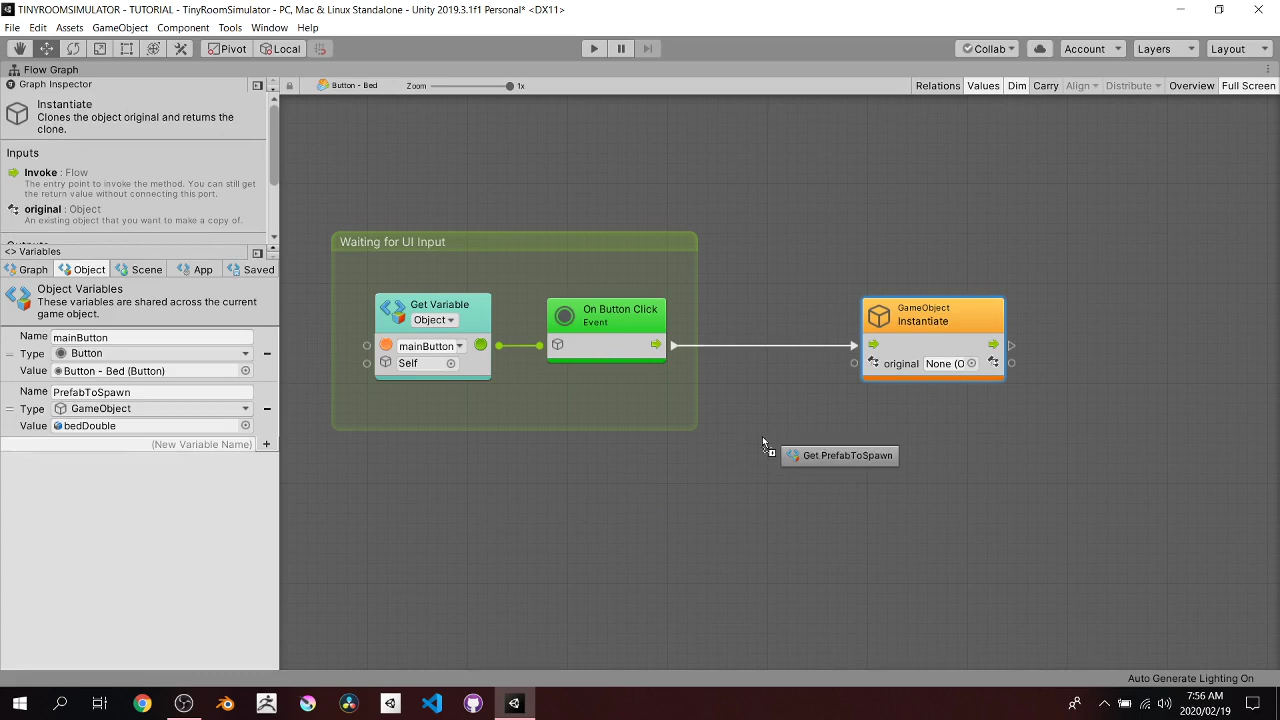 TINYROOMSIMULATOR - TUTORIAL - TinyRoomSimulator - PC, Mac & Linux Standalone - Unity 2019.3.1f1 Personal* <DX11>
File Edit Assets GameObject Component Tools Window Help
Pivot Local Collab Account Layers Layout
Flow Graph
Graph Inspector Button - Bed Zoom 1x Relations Values Dim Carry Align Distribute Overview Full Screen
Instantiate
Clones the object original and returns the
clone.
Inputs
Invoke : Flow
The entry point to invoke the method. You can still get
the return value without connecting this port.
original : Object
An existing object that you want to make a copy of.
<> Variables
Graph Object Scene App Saved
Object Variables
These variables are shared across the current
game object.
Name mainButton
Type Button
Value Button - Bed (Button)
Name PrefabToSpawn
Type GameObject
Value bedDouble
(New Variable Name)
Waiting for UI Input
Get Variable
Object
mainButton
Self
On Button Click
Event
GameObject
Instantiate
original None (O
Get PrefabToSpawn
Auto Generate Lighting On
7:56 AM
2020/02/19